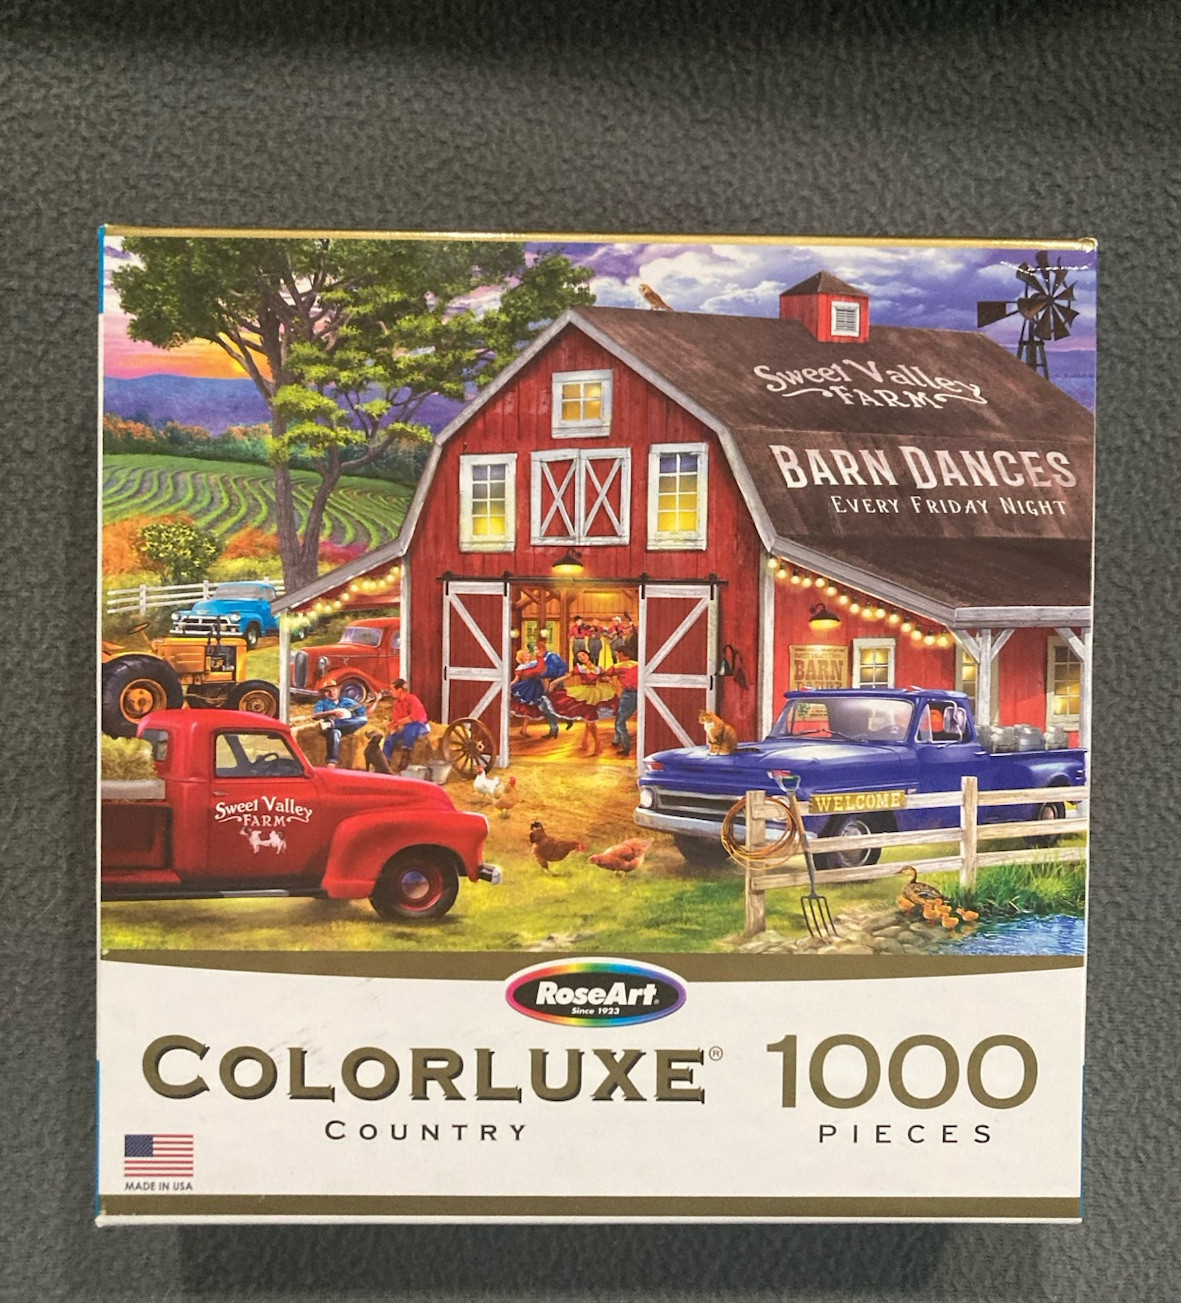 Sweet Valley
FARM
BARN DANCES
EVERY FRIDAY NIGHT
BARN
WELCOME
Sweet Valley
FARM
RoseArt®
Since 1923
COLORLUXE®
COUNTRY
1000
PIECES
MADE IN USA